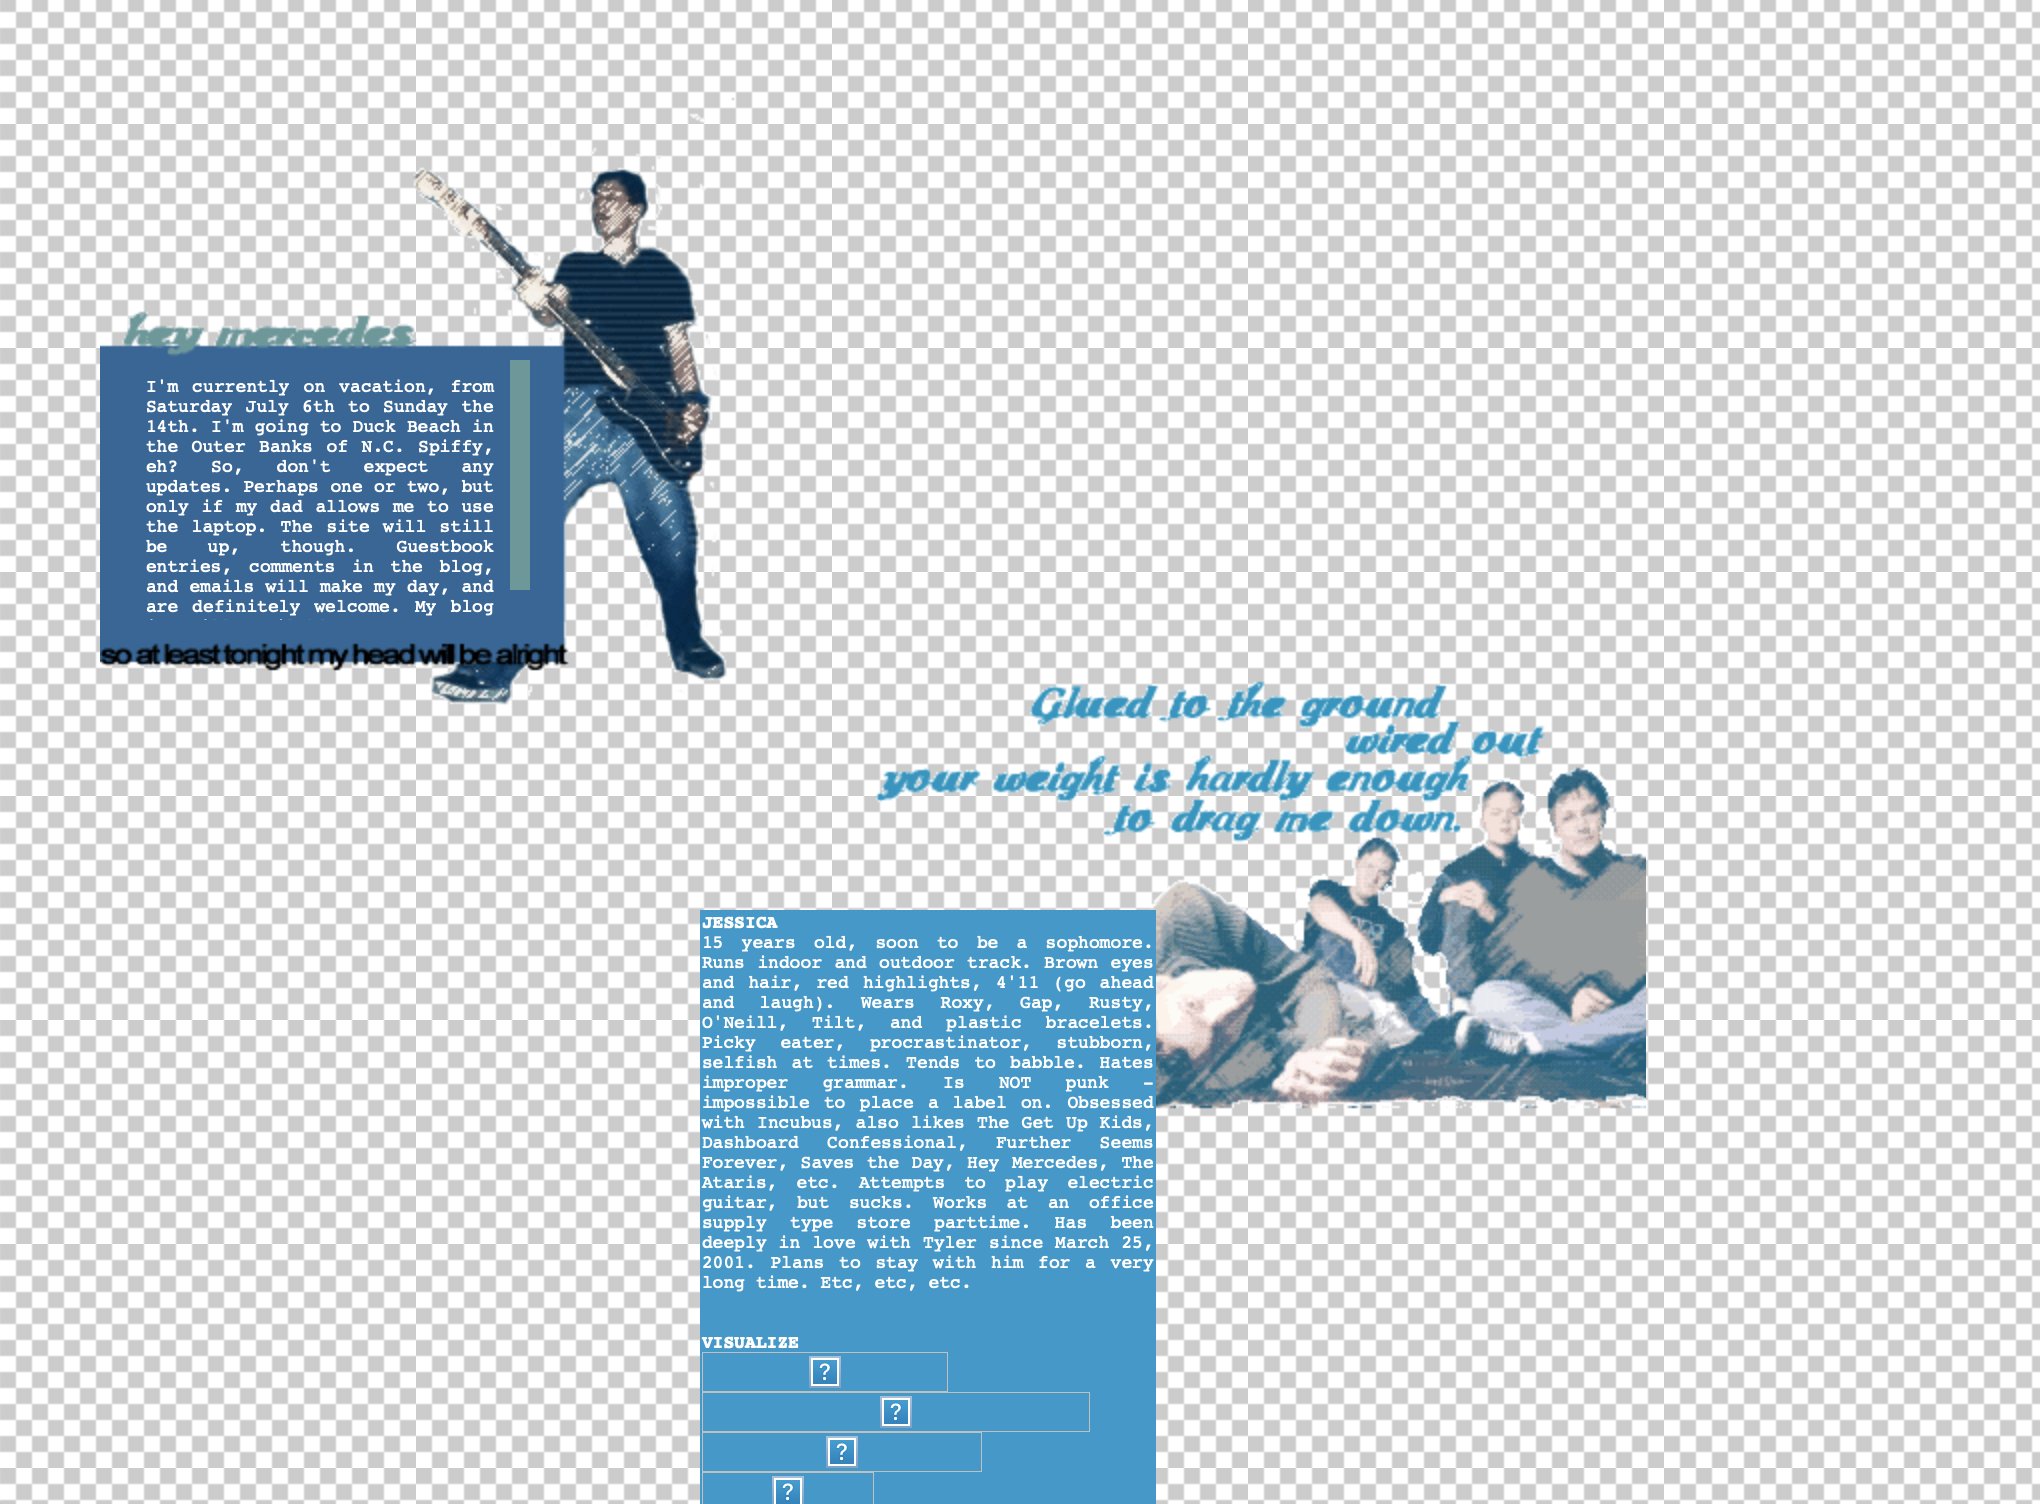 hey mercedes
I'm currently on vacation, from
Saturday July 6th to Sunday the
14th. I'm going to Duck Beach in
the Outer Banks of N.C. Spiffy,
eh? So, don't expect any
updates. Perhaps one or two, but
only if my dad allows me to use
the laptop. The site will still
be up, though. Guestbook
entries, comments in the blog,
and emails will make my day, and
are definitely welcome. My blog
so at least tonight my head will be alright
Glued to the ground
wired out
your weight is hardly enough
to drag me down.
JESSICA
15 years old, soon to be a sophomore.
Runs indoor and outdoor track. Brown eyes
and hair, red highlights, 4'11 (go ahead
and laugh). Wears Roxy, Gap, Rusty,
O'Neill, Tilt, and plastic bracelets.
Picky eater, procrastinator, stubborn,
selfish at times. Tends to babble. Hates
improper grammar. Is NOT punk -
impossible to place a label on. Obsessed
with Incubus, also likes The Get Up Kids,
Dashboard Confessional, Further Seems
Forever, Saves the Day, Hey Mercedes, The
Ataris, etc. Attempts to play electric
guitar, but sucks. Works at an office
supply type store parttime. Has been
deeply in love with Tyler since March 25,
2001. Plans to stay with him for a very
long time. Etc, etc, etc.
VISUALIZE